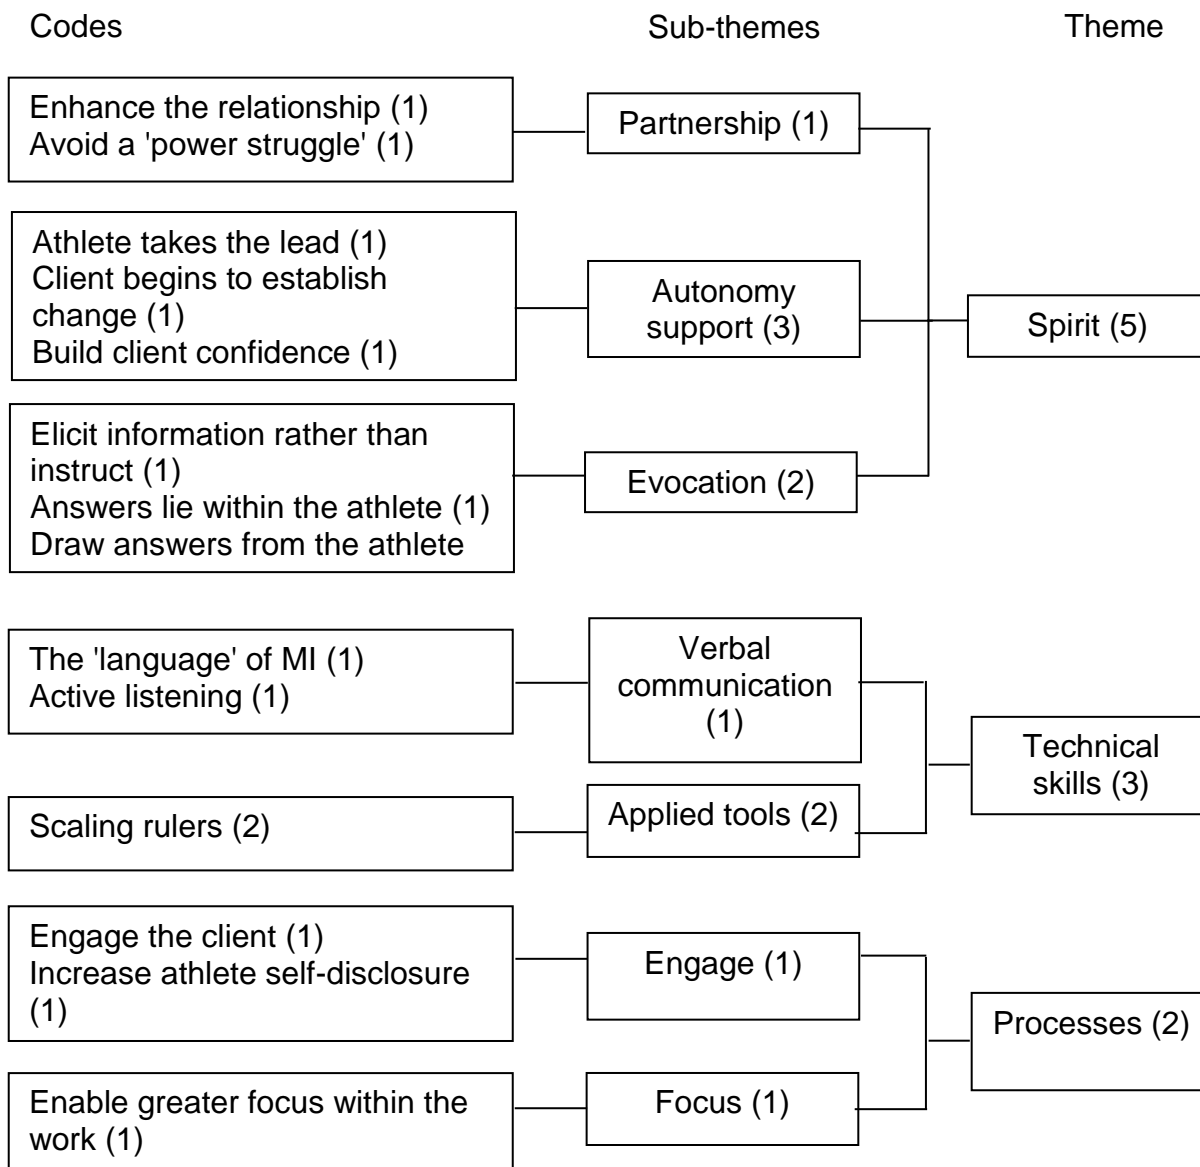 Codes
Sub-themes
Theme
Enhance the relationship (1)
Avoid a 'power struggle' (1)
Partnership (1)
Athlete takes the lead (1)
Client begins to establish
change (1)
Build client confidence (1)
Autonomy
support (3)
Spirit (5)
Elicit information rather than
instruct (1)
Answers lie within the athlete (1)
Draw answers from the athlete
Evocation (2)
The 'language' of MI (1)
Active listening (1)
Verbal
communication
(1)
Technical
skills (3)
Scaling rulers (2)
Applied tools (2)
Engage the client (1)
Increase athlete self-disclosure
(1)
Engage (1)
Processes (2)
Enable greater focus within the
work (1)
Focus (1)